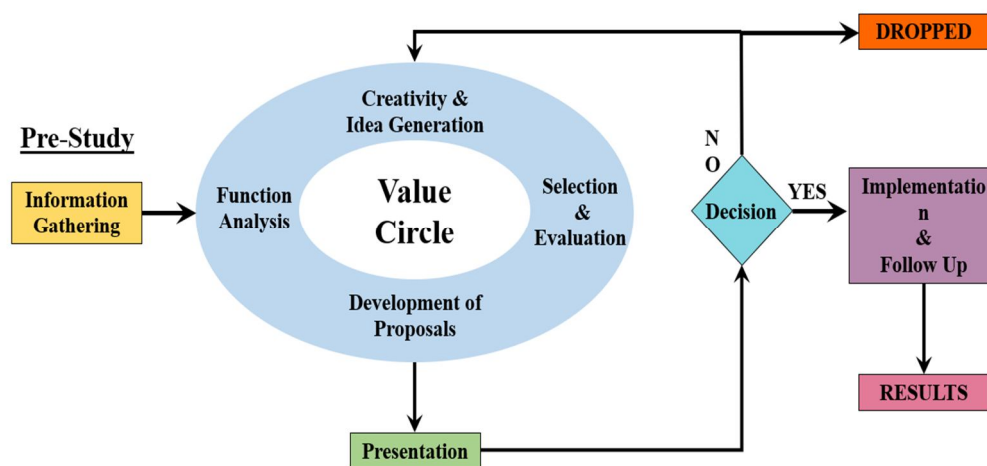 Pre-Study
Information
Gathering
Function
Analysis
Creativity &
Idea Generation
Value
Circle
Selection
&
Evaluation
Development of
Proposals
Presentation
N
O
Decision
YES
DROPPED
Implementatio
n
&
Follow Up
RESULTS